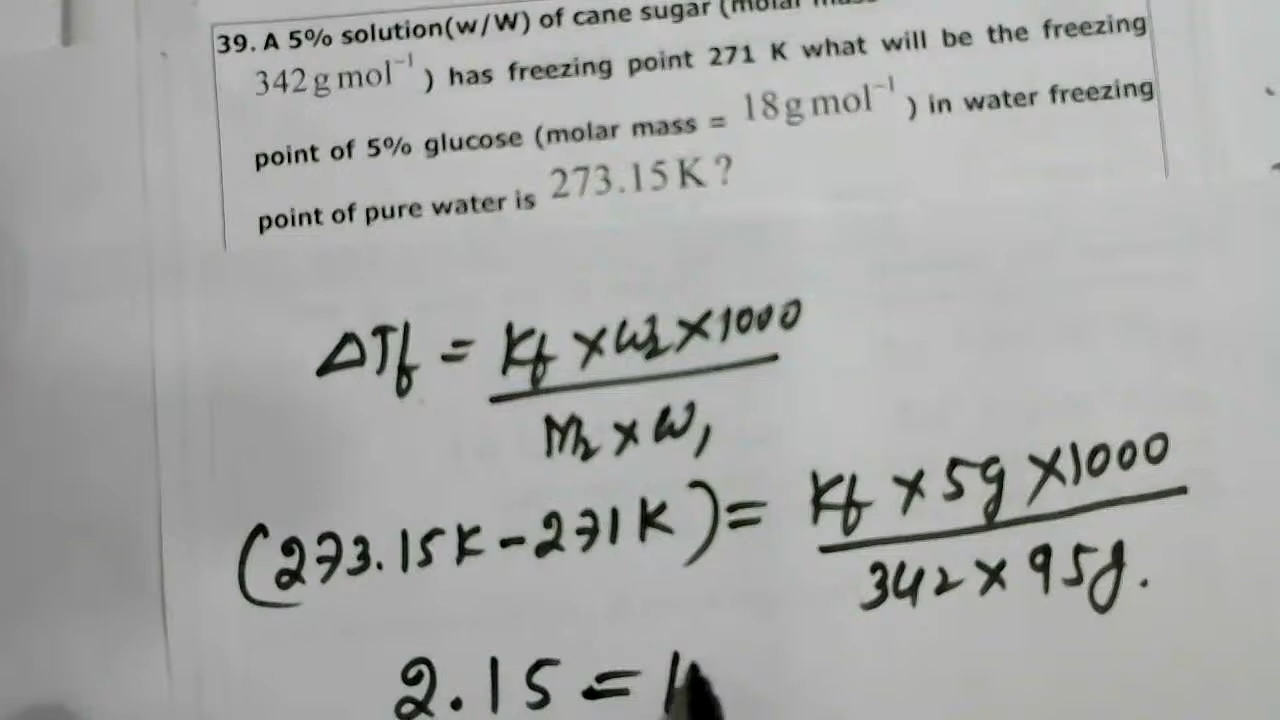 39. A 5% solution(w/W) of cane sugar (molar mass
342 g mol⁻¹ ) has freezing point 271 K what will be the freezing
point of 5% glucose (molar mass = 18 g mol⁻¹ ) in water freezing
point of pure water is 273.15 K ?
ΔTf = Kf × w₂ × 1000
M₂ × w₁
(273.15K - 271K) = Kf × 5g × 1000
342 × 95g.
2.15 =